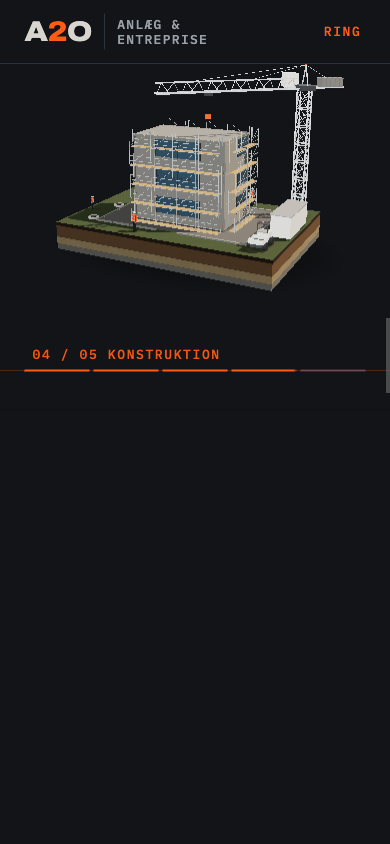 A2O
ANLÆG &
ENTREPRISE
RING
04 / 05 KONSTRUKTION